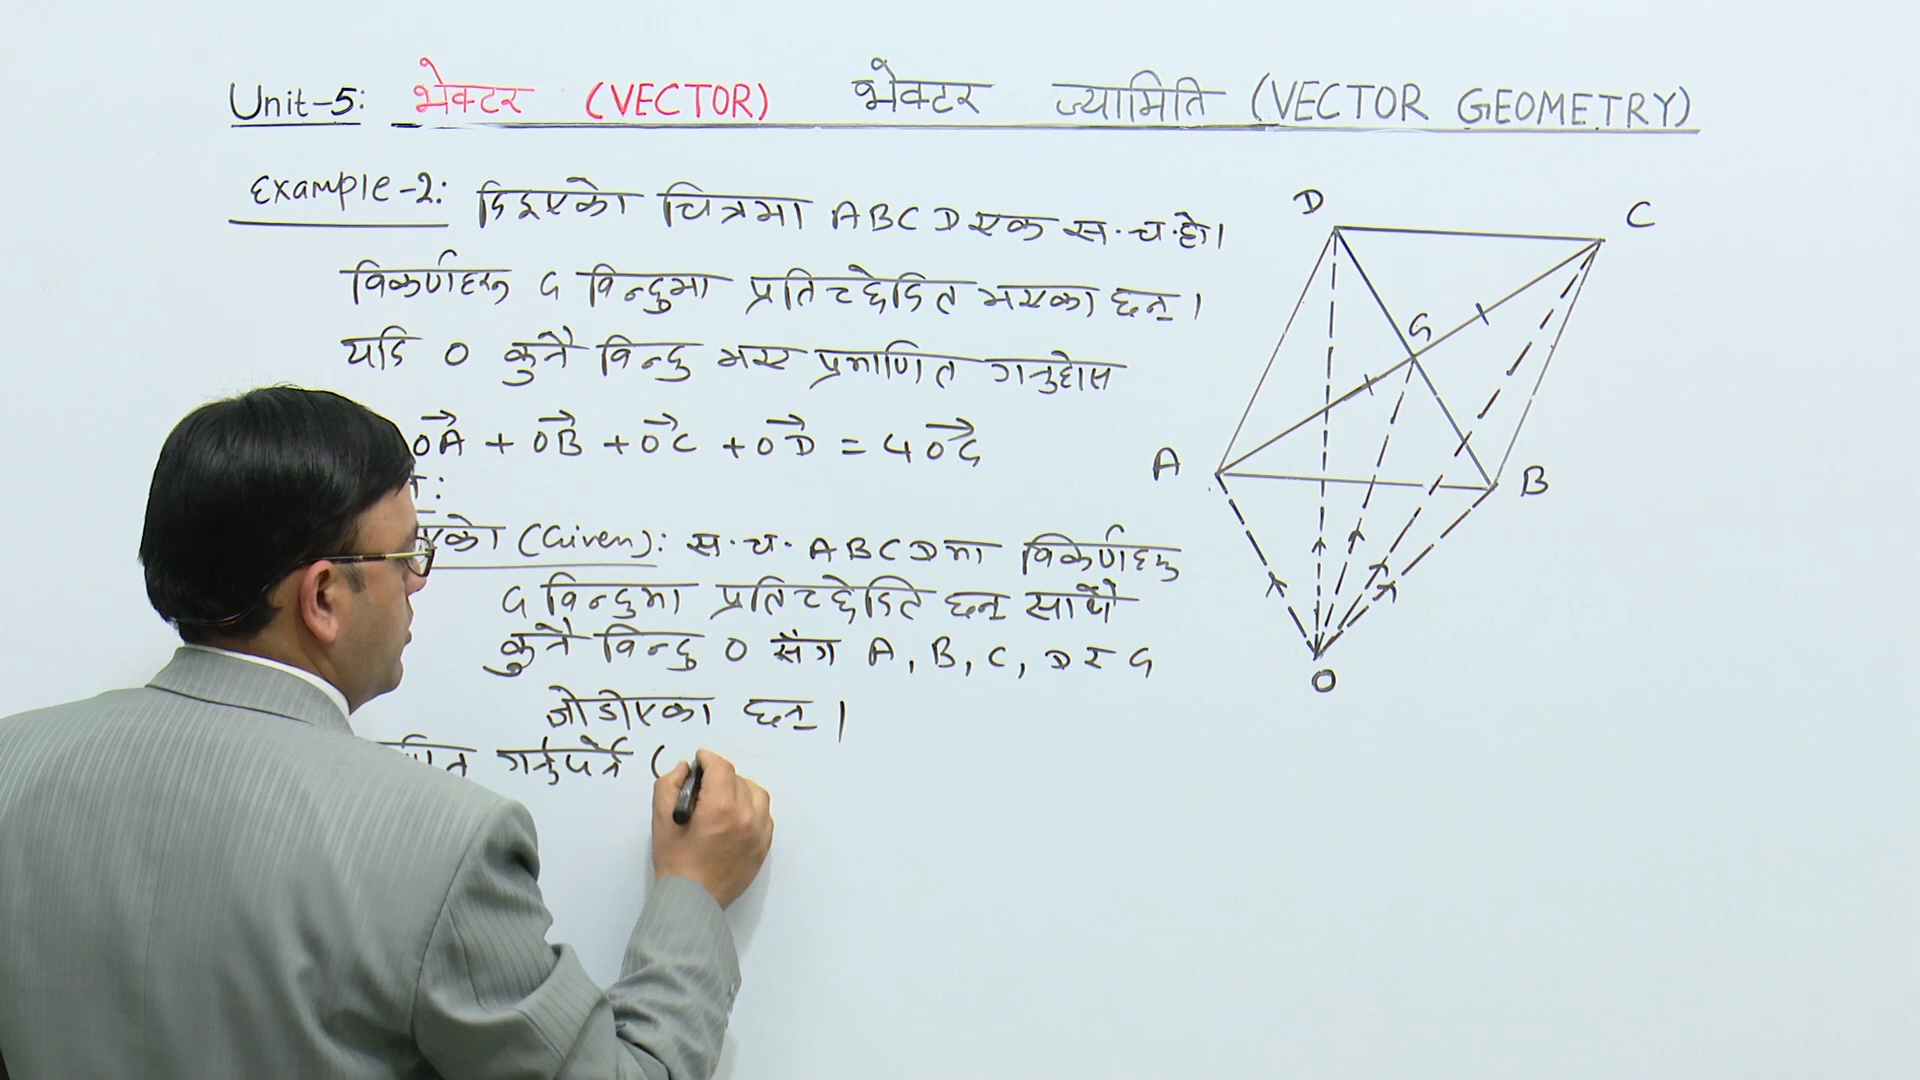 Unit-5: भेक्टर (VECTOR) भेक्टर ज्यामिति (VECTOR GEOMETRY)
Example-2: दिइएको चित्रमा ABCD एक स.च.हो।
विकर्णहरू G विन्दुमा प्रतिच्छेदित भएका छन्।
यदि O कुनै विन्दु भए प्रमाणित गर्नुहोस
OA + OB + OC + OD = 4OG
एको (Given): स.च. ABCD मा विकर्णहरू
G विन्दुमा प्रतिच्छेदित छन् साथै
कुनै विन्दु O सँग A, B, C, D र G
जोडीएका छन्।
णित गर्नुपर्ने (
D
C
G
A
B
O